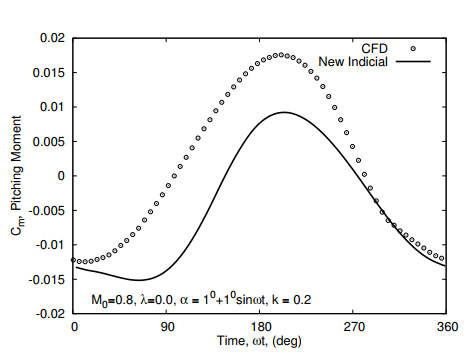 0.02
0.015
0.01
0.005
0
-0.005
-0.01
-0.015
-0.02
C_m, Pitching Moment
CFD
New Indicial
M_0=0.8, λ=0.0, α = 1^0+1^0sinωt, k = 0.2
0 90 180 270 360
Time, ωt, (deg)